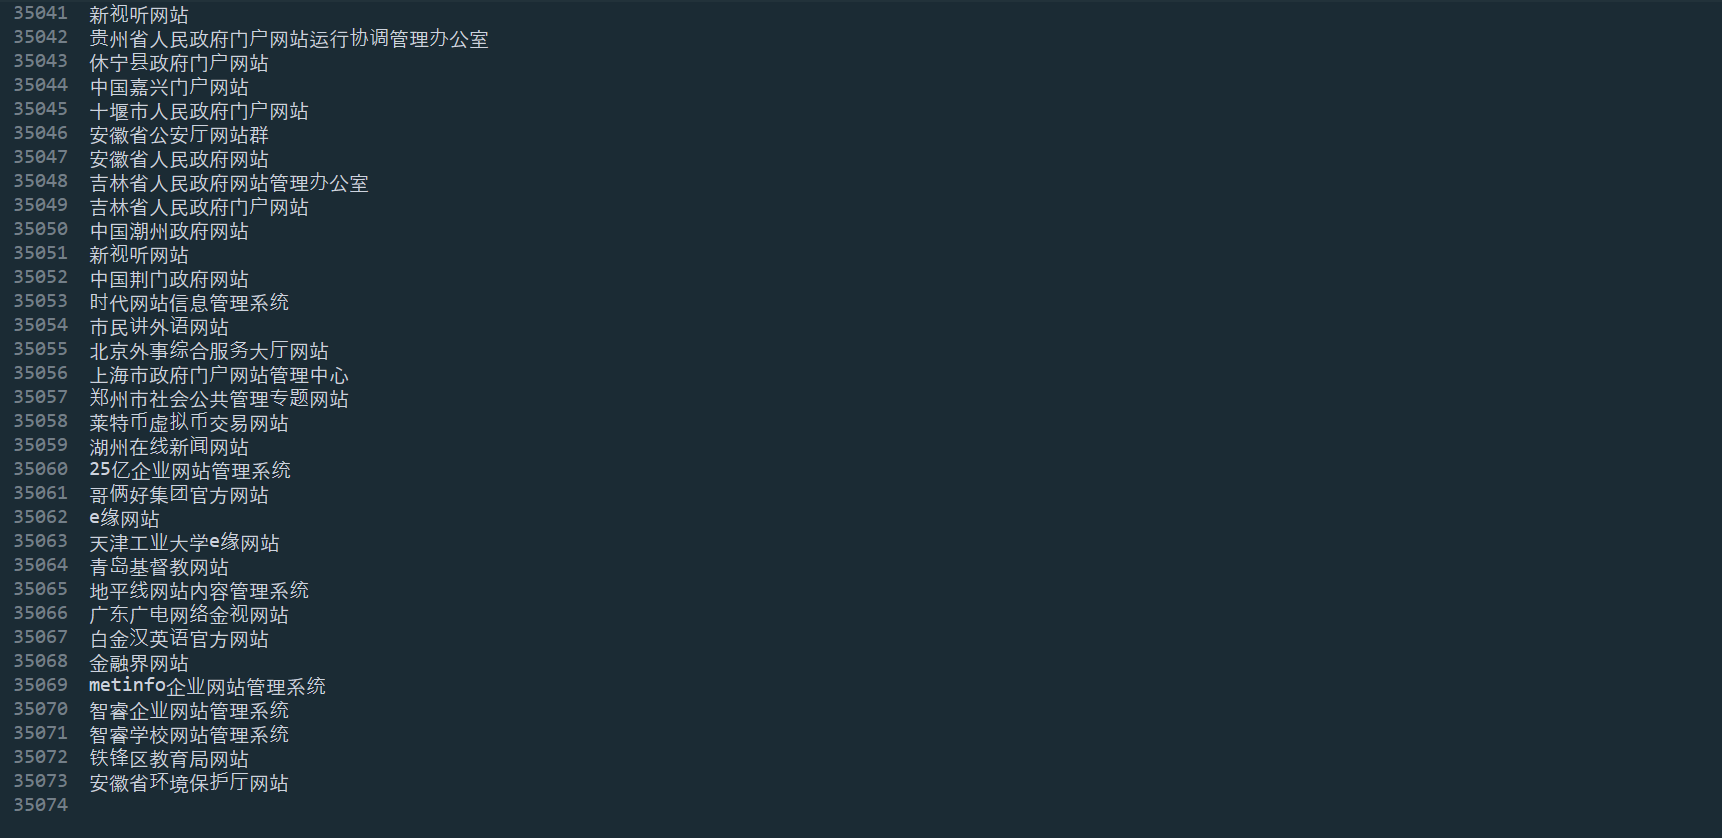 35041 新视听网站
35042 贵州省人民政府门户网站运行协调管理办公室
35043 休宁县政府门户网站
35044 中国嘉兴门户网站
35045 十堰市人民政府门户网站
35046 安徽省公安厅网站群
35047 安徽省人民政府网站
35048 吉林省人民政府网站管理办公室
35049 吉林省人民政府门户网站
35050 中国潮州政府网站
35051 新视听网站
35052 中国荆门政府网站
35053 时代网站信息管理系统
35054 市民讲外语网站
35055 北京外事综合服务大厅网站
35056 上海市政府门户网站管理中心
35057 郑州市社会公共管理专题网站
35058 莱特币虚拟币交易网站
35059 湖州在线新闻网站
35060 25亿企业网站管理系统
35061 哥俩好集团官方网站
35062 e缘网站
35063 天津工业大学e缘网站
35064 青岛基督教网站
35065 地平线网站内容管理系统
35066 广东广电网络金视网站
35067 白金汉英语官方网站
35068 金融界网站
35069 metinfo企业网站管理系统
35070 智睿企业网站管理系统
35071 智睿学校网站管理系统
35072 铁锋区教育局网站
35073 安徽省环境保护厅网站
35074